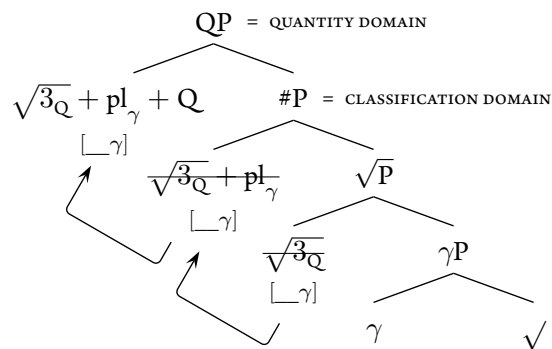 QP = QUANTITY DOMAIN
√3Q + plγ + Q #P = CLASSIFICATION DOMAIN
[__γ]
√3Q + plγ √P
[__γ]
√3Q γP
[__γ]
γ √